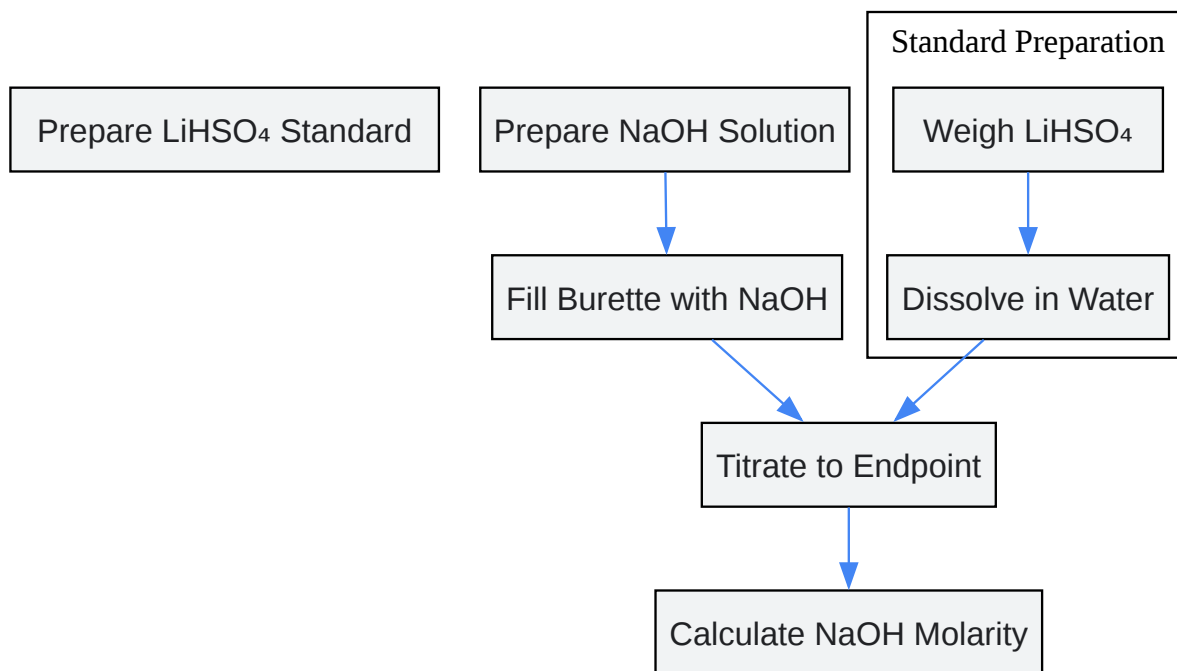 Standard Preparation
Prepare LiHSO₄ Standard
Prepare NaOH Solution
Weigh LiHSO₄
Fill Burette with NaOH
Dissolve in Water
Titrate to Endpoint
Calculate NaOH Molarity